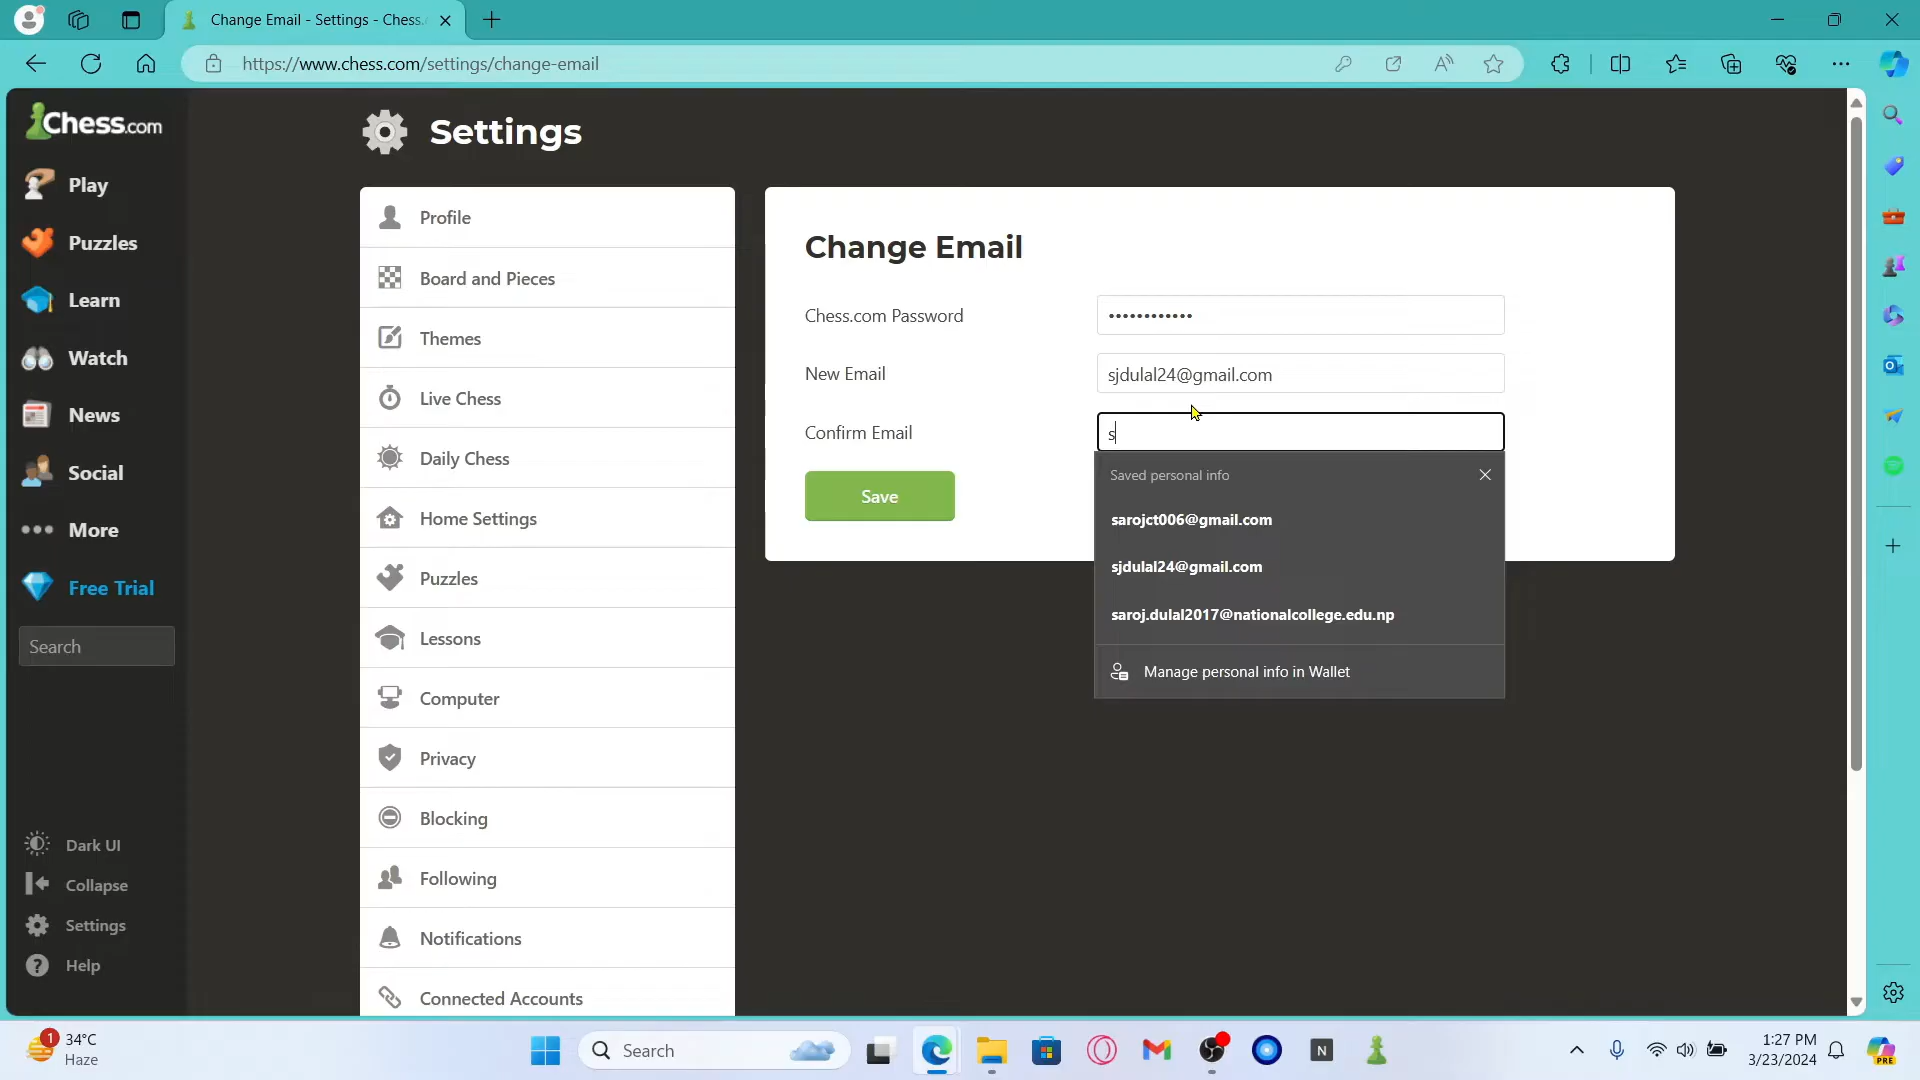 Change Email - Settings - Chess.
https://www.chess.com/settings/change-email
Chess.com
Play
Puzzles
Learn
Watch
News
Social
More
Free Trial
Search
Dark UI
Collapse
Settings
Help
Settings
Profile
Board and Pieces
Themes
Live Chess
Daily Chess
Home Settings
Puzzles
Lessons
Computer
Privacy
Blocking
Following
Notifications
Connected Accounts
Change Email
Chess.com Password ••••••••••••
New Email sjdulal24@gmail.com
Confirm Email s
Save
Saved personal info
sarojct006@gmail.com
sjdulal24@gmail.com
saroj.dulal2017@nationalcollege.edu.np
Manage personal info in Wallet
1
34°C
Haze
Search
N
1:27 PM
3/23/2024
PRE